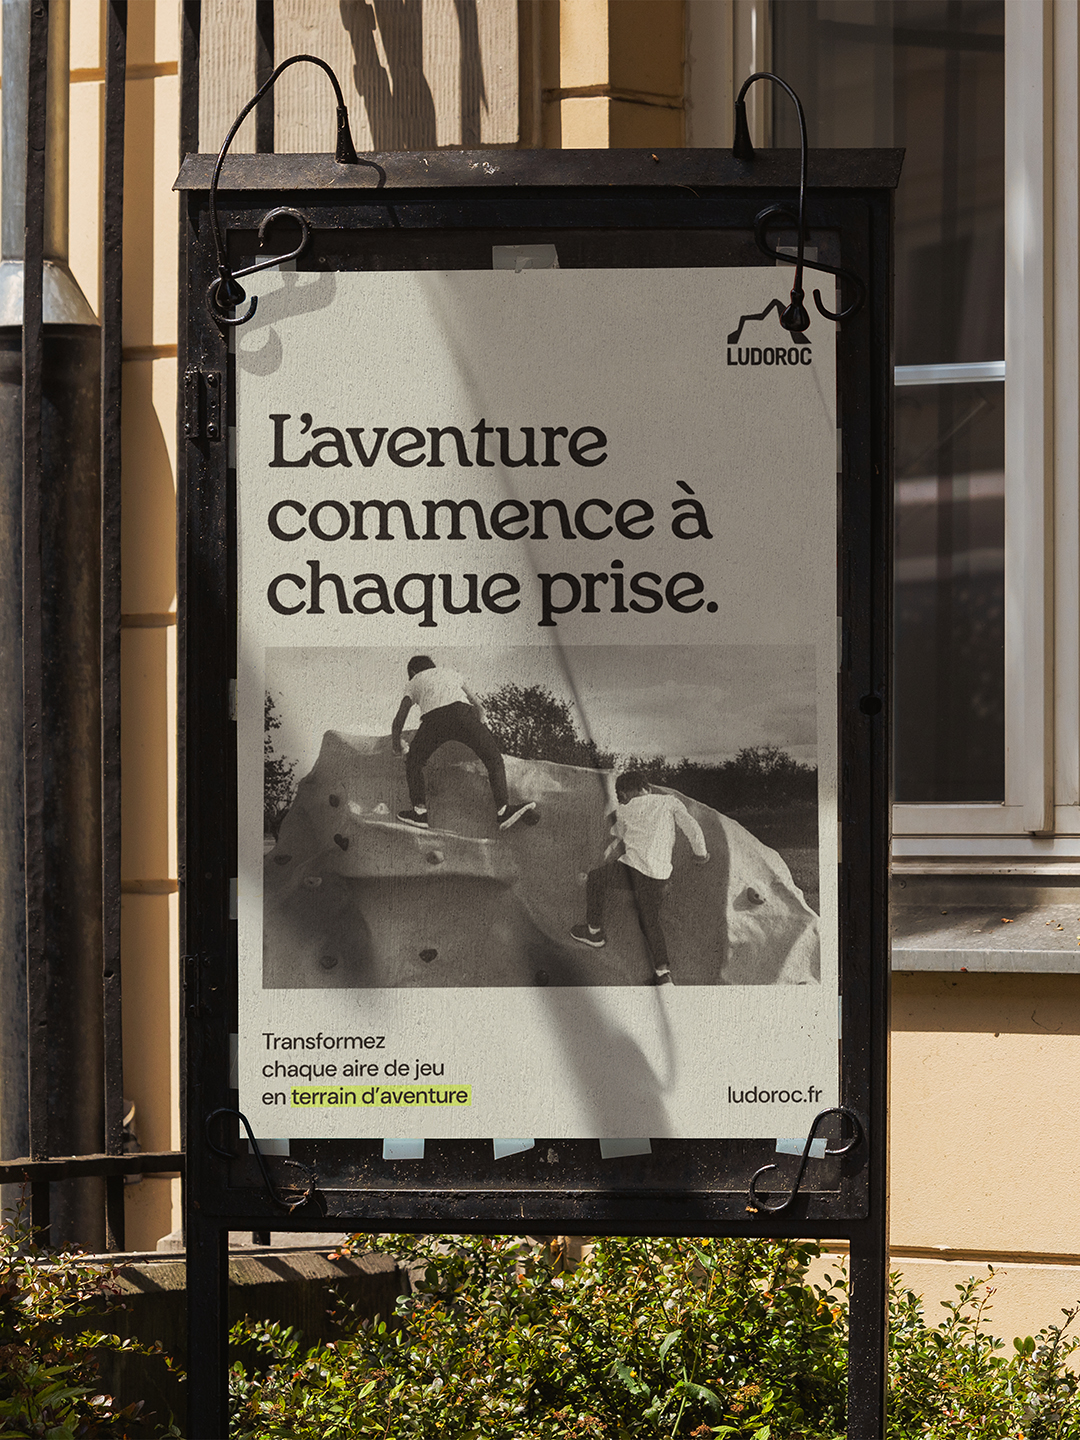 LUDOROC
L'aventure
commence à
chaque prise.
Transformez
chaque aire de jeu
en terrain d'aventure
ludoroc.fr